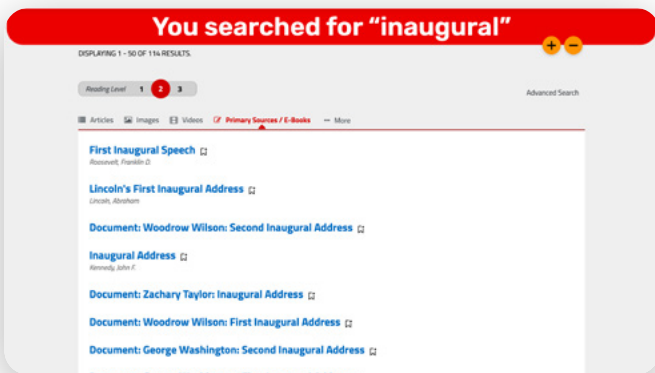 You searched for “inaugural”
DISPLAYING 1 - 50 OF 114 RESULTS.
+ −
Reading Level 1 2 3
Advanced Search
Articles Images Videos Primary Sources / E-Books ••• More
First Inaugural Speech
Roosevelt, Franklin D.
Lincoln's First Inaugural Address
Lincoln, Abraham
Document: Woodrow Wilson: Second Inaugural Address
Inaugural Address
Kennedy, John F.
Document: Zachary Taylor: Inaugural Address
Document: Woodrow Wilson: First Inaugural Address
Document: George Washington: Second Inaugural Address